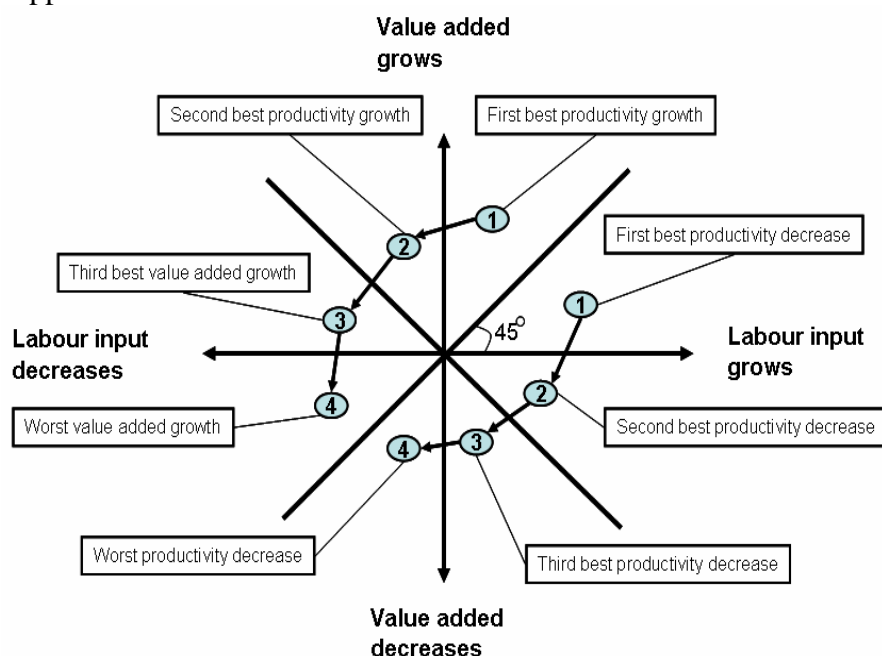 Value added
grows
Second best productivity growth
First best productivity growth
1
2
First best productivity decrease
Third best value added growth
1
3
45°
Labour input
decreases
Labour input
grows
2
4
Worst value added growth
Second best productivity decrease
4
3
Worst productivity decrease
Third best productivity decrease
Value added
decreases